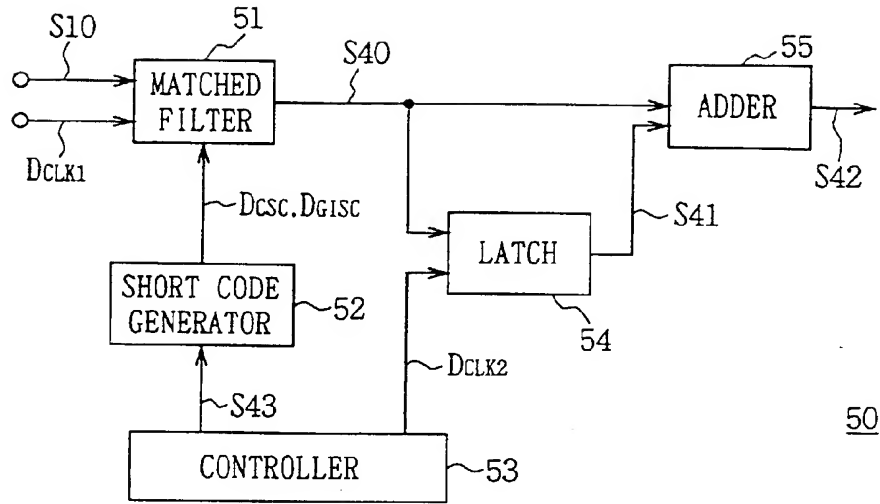 S10
51
S40
55
MATCHED
FILTER
ADDER
DCLK1
S42
DCSC.DGISC
S41
LATCH
SHORT CODE
GENERATOR
52
54
DCLK2
S43
50
CONTROLLER
53